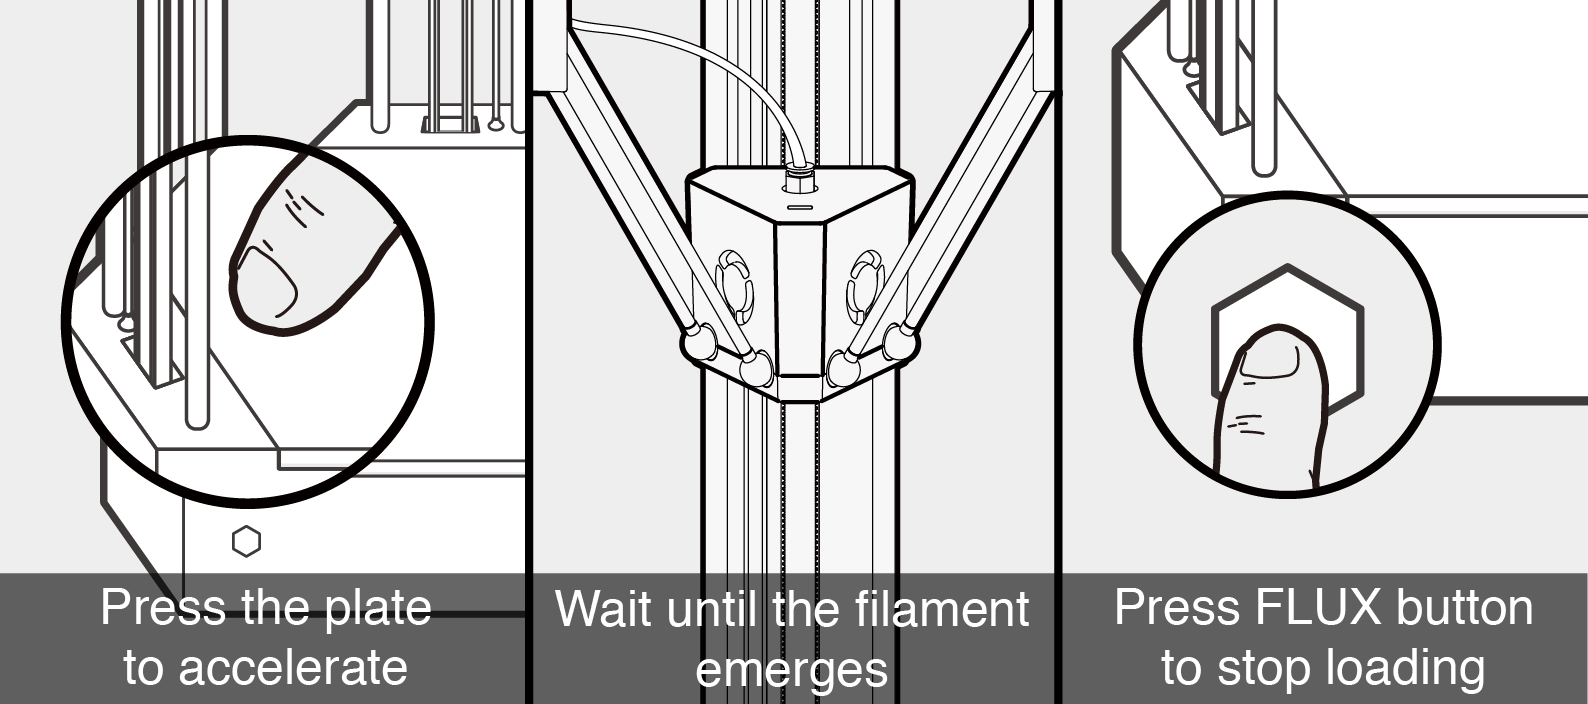 Press the plate
to accelerate
Wait until the filament
emerges
Press FLUX button
to stop loading